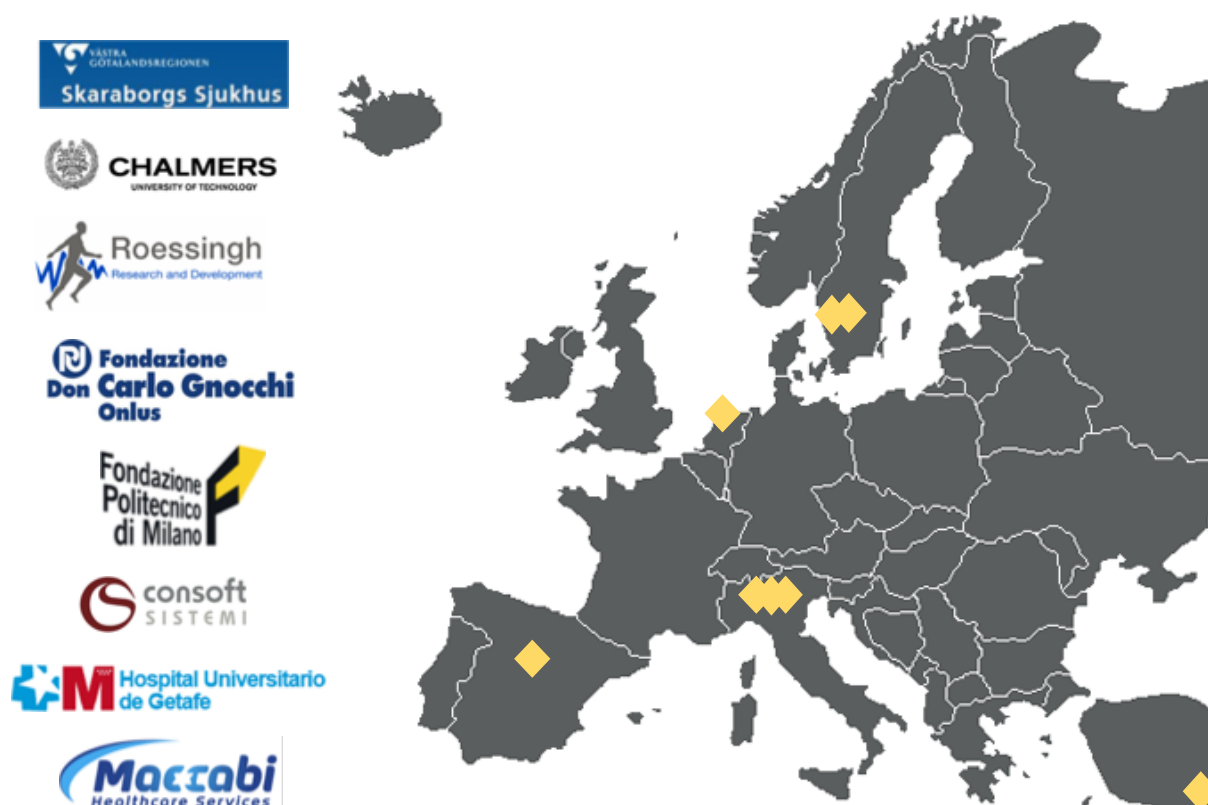 VÄSTRA
GÖTALANDSREGIONEN
Skaraborgs Sjukhus
CHALMERS
UNIVERSITY OF TECHNOLOGY
Roessingh
Research and Development
Fondazione
Don Carlo Gnocchi
Onlus
Fondazione
Politecnico
di Milano
consoft
SISTEMI
M Hospital Universitario
de Getafe
Maccabi
Healthcare Services